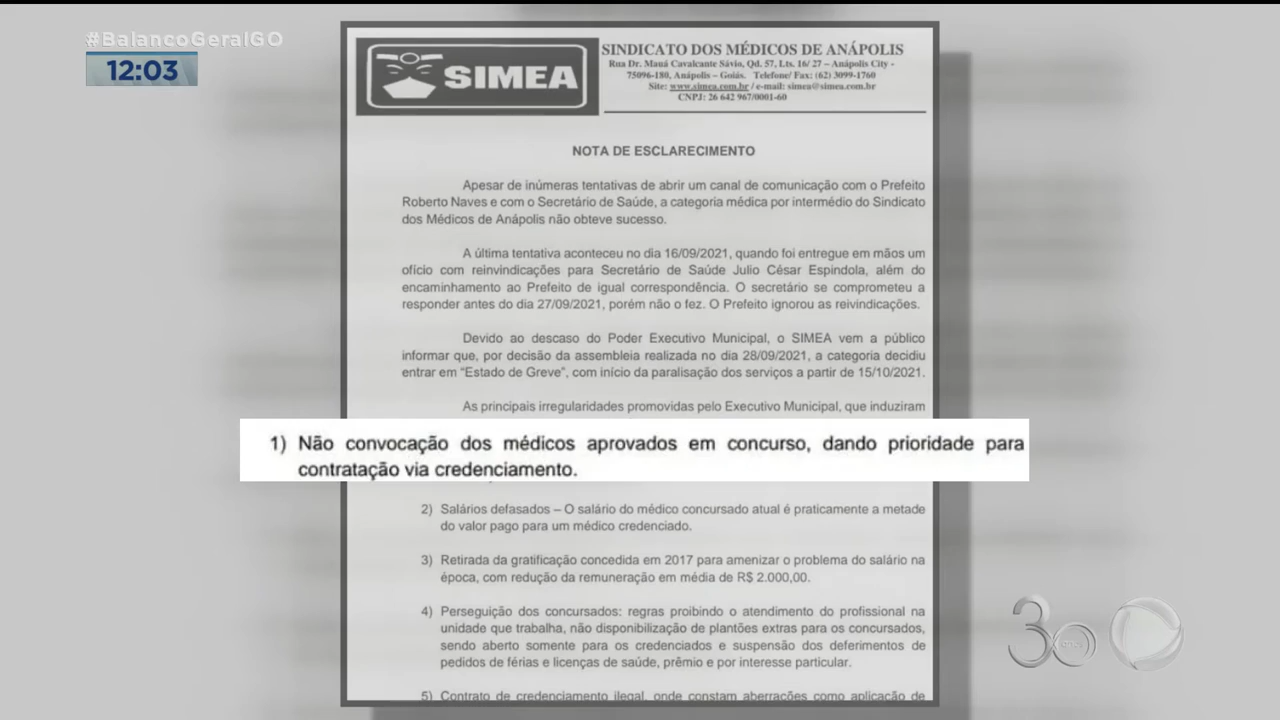 #BalancoGeralGO
12:03
SIMEA
SINDICATO DOS MÉDICOS DE ANÁPOLIS
Rua Dr. Mauá Cavalcante Sávio, Qd. 57, Lts. 16/ 27 – Anápolis City -
75096-180, Anápolis – Goiás. Telefone/ Fax: (62) 3099-1760
Site: www.simea.com.br / e-mail: simea@simea.com.br
CNPJ: 26 642 967/0001-60
NOTA DE ESCLARECIMENTO
Apesar de inúmeras tentativas de abrir um canal de comunicação com o Prefeito
Roberto Naves e com o Secretário de Saúde, a categoria médica por intermédio do Sindicato
dos Médicos de Anápolis não obteve sucesso.
A última tentativa aconteceu no dia 16/09/2021, quando foi entregue em mãos um
ofício com reinvindicações para Secretário de Saúde Julio César Espindola, além do
encaminhamento ao Prefeito de igual correspondência. O secretário se comprometeu a
responder antes do dia 27/09/2021, porém não o fez. O Prefeito ignorou as reivindicações.
Devido ao descaso do Poder Executivo Municipal, o SIMEA vem a público
informar que, por decisão da assembleia realizada no dia 28/09/2021, a categoria decidiu
entrar em “Estado de Greve”, com início da paralisação dos serviços a partir de 15/10/2021.
As principais irregularidades promovidas pelo Executivo Municipal, que induziram
1) Não convocação dos médicos aprovados em concurso, dando prioridade para
contratação via credenciamento.
2) Salários defasados – O salário do médico concursado atual é praticamente a metade
do valor pago para um médico credenciado.
3) Retirada da gratificação concedida em 2017 para amenizar o problema do salário na
época, com redução da remuneração em média de R$ 2.000,00.
4) Perseguição dos concursados: regras proibindo o atendimento do profissional na
unidade que trabalha, não disponibilização de plantões extras para os concursados,
sendo aberto somente para os credenciados e suspensão dos deferimentos de
pedidos de férias e licenças de saúde, prêmio e por interesse particular.
5) Contrato de credenciamento ilegal, onde constam aberrações como aplicação de
30